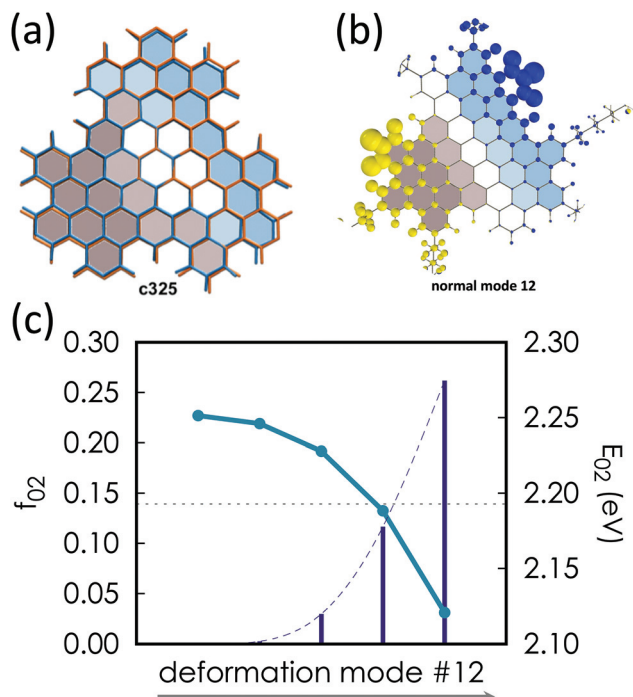 (a)
(b)
c325
normal mode 12
(c)
0.30
0.25
0.20
0.15
0.10
0.05
0.00
f02
2.30
2.25
2.20
2.15
2.10
E02 (eV)
deformation mode #12